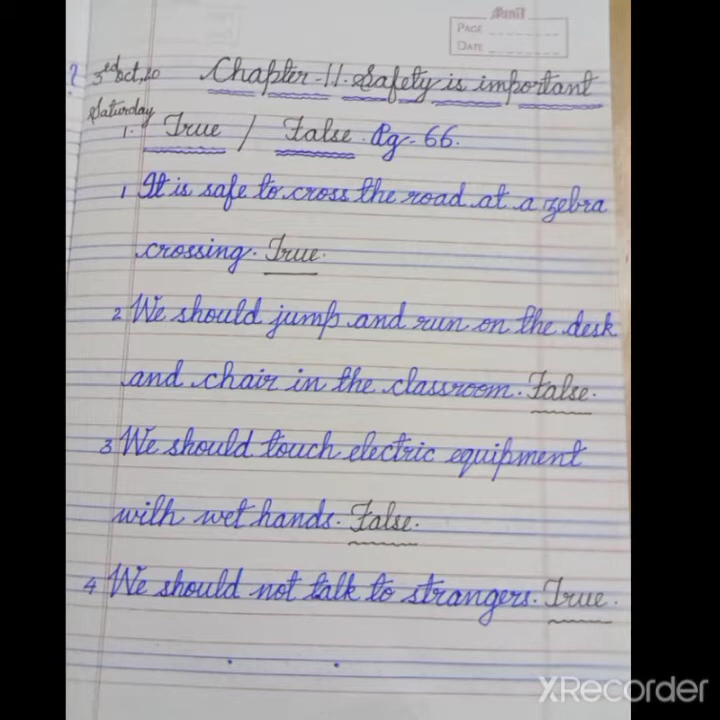 PAGE
DATE
3rd Oct, 20 Chapter-11. Safety is important
Saturday
1. True / False. Pg-66.
1 It is safe to cross the road at a zebra
crossing. True.
2 We should jump and run on the desk
and chair in the classroom. False.
3 We should touch electric equipment
with wet hands. False.
4 We should not talk to strangers. True.
XRecorder